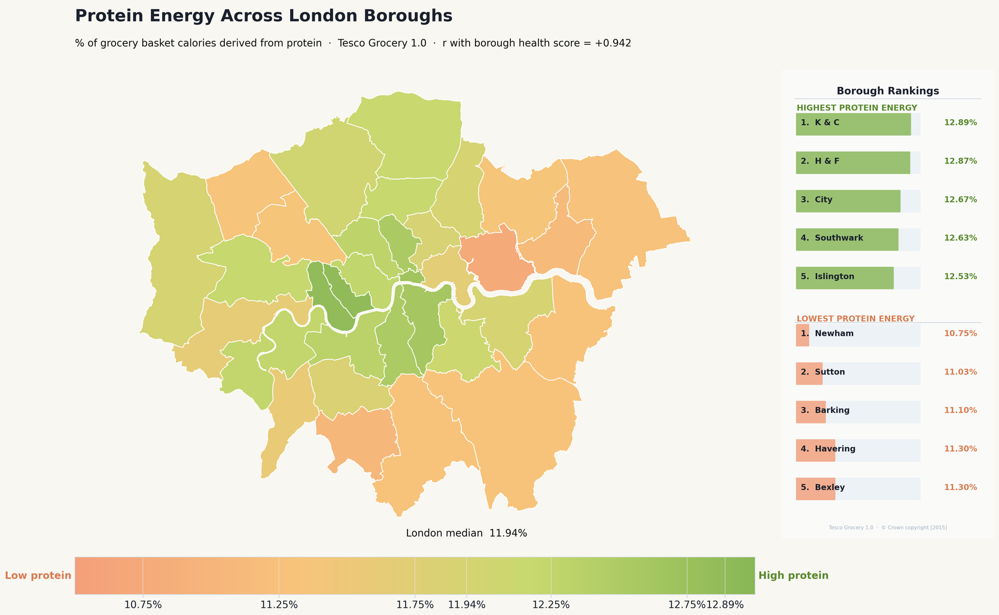 Protein Energy Across London Boroughs
% of grocery basket calories derived from protein · Tesco Grocery 1.0 · r with borough health score = +0.942
Borough Rankings
HIGHEST PROTEIN ENERGY
1. K & C 12.89%
2. H & F 12.87%
3. City 12.67%
4. Southwark 12.63%
5. Islington 12.53%
LOWEST PROTEIN ENERGY
1. Newham 10.75%
2. Sutton 11.03%
3. Barking 11.10%
4. Havering 11.30%
5. Bexley 11.30%
Tesco Grocery 1.0 · © Crown copyright [2015]
London median 11.94%
Low protein High protein
10.75% 11.25% 11.75% 11.94% 12.25% 12.75% 12.89%